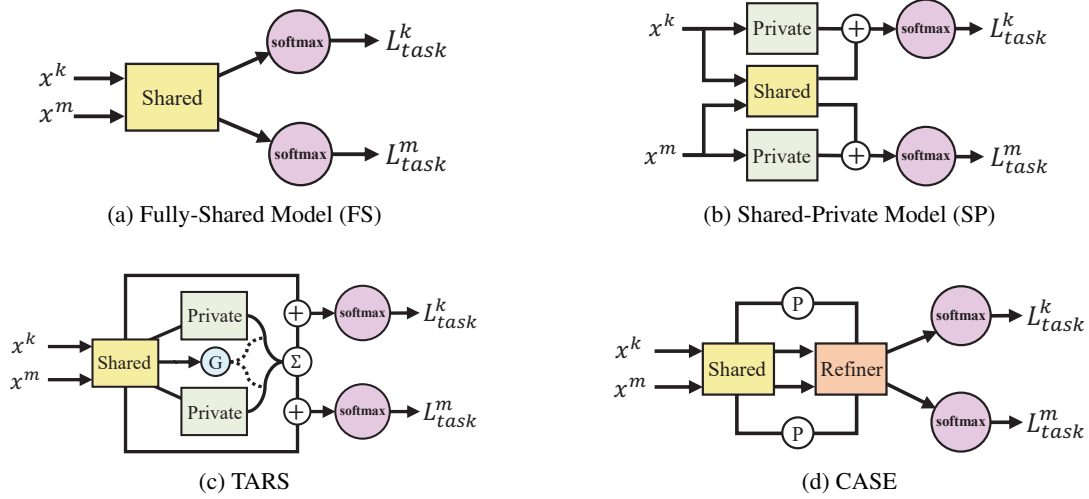 x^k
x^m
Shared
softmax
softmax
L^k_task
L^m_task
(a) Fully-Shared Model (FS)
x^k
x^m
Private
Shared
Private
+
+
softmax
softmax
L^k_task
L^m_task
(b) Shared-Private Model (SP)
x^k
x^m
Shared
Private
G
Private
+
Σ
+
softmax
softmax
L^k_task
L^m_task
(c) TARS
x^k
x^m
Shared
P
P
Refiner
softmax
softmax
L^k_task
L^m_task
(d) CASE